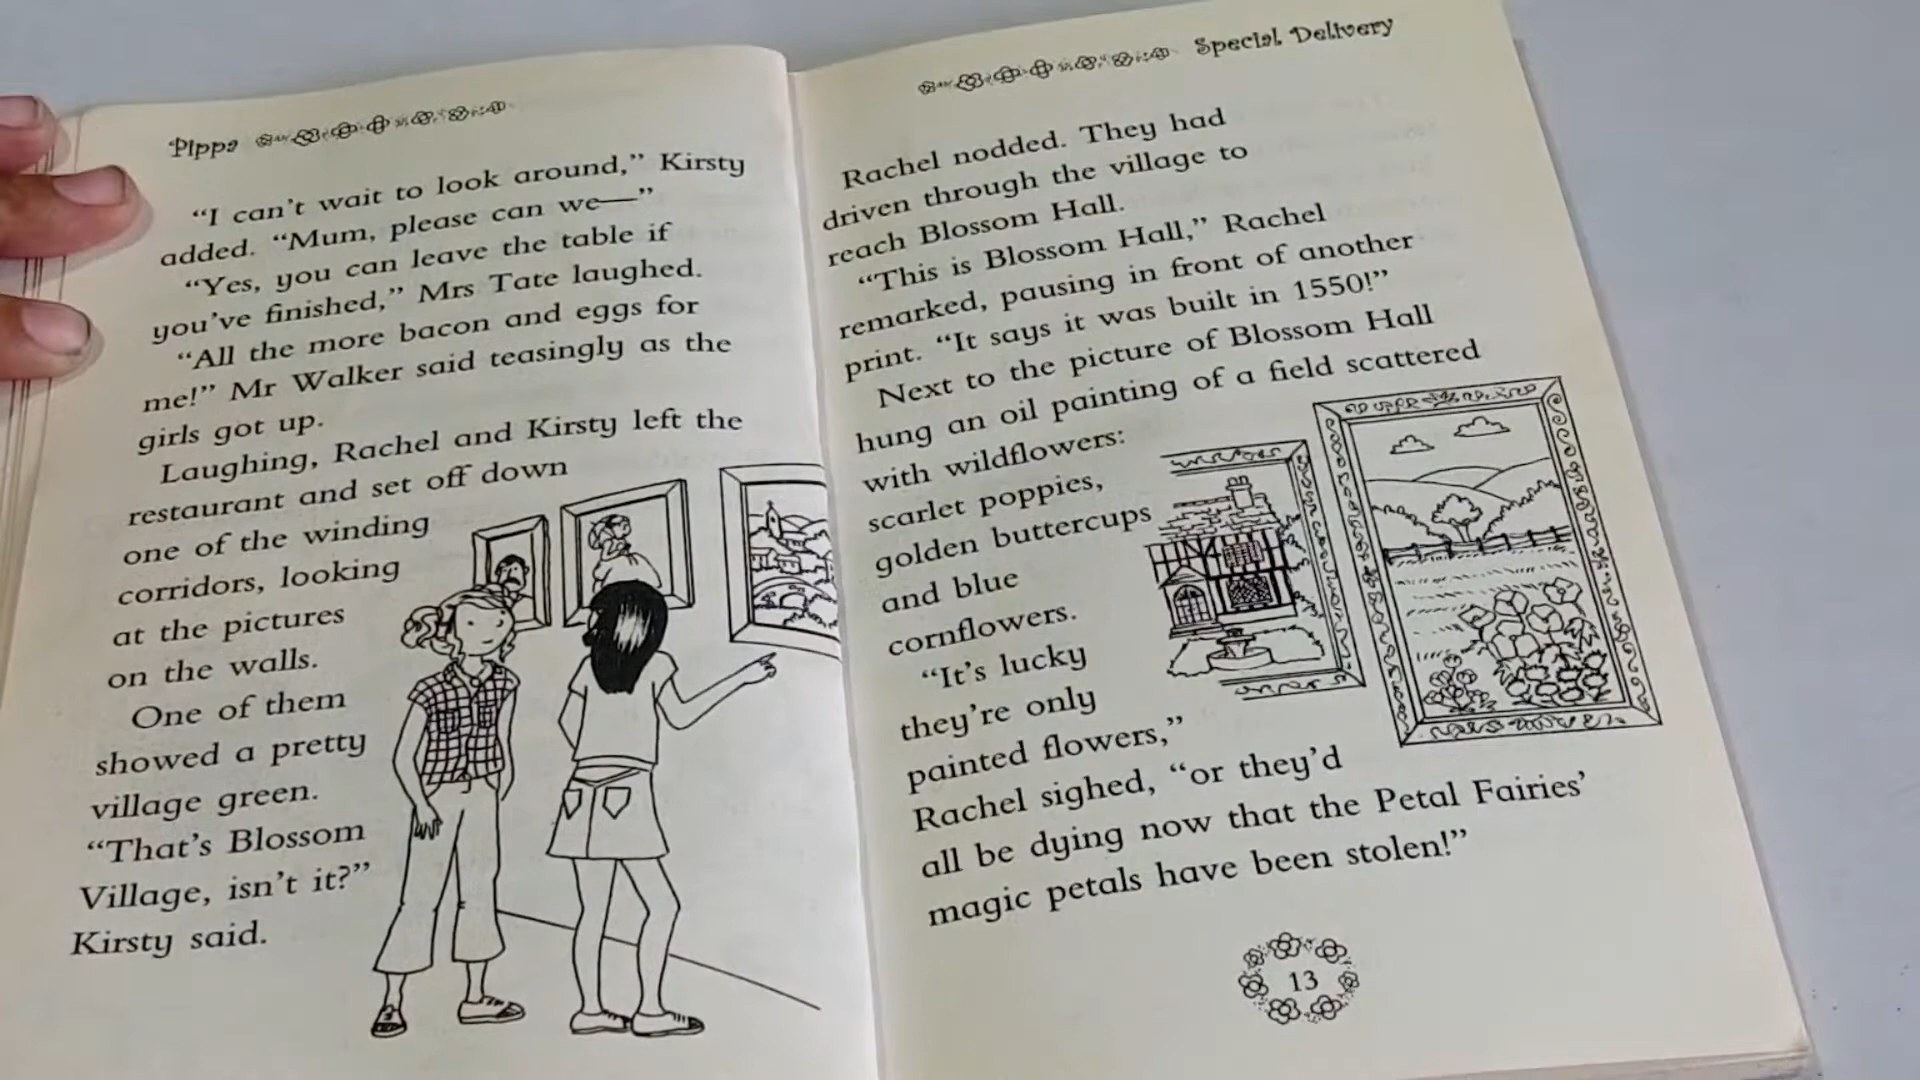 Pippa
“I can't wait to look around,” Kirsty
added. “Mum, please can we—”
“Yes, you can leave the table if
you've finished,” Mrs Tate laughed.
“All the more bacon and eggs for
me!” Mr Walker said teasingly as the
girls got up.
Laughing, Rachel and Kirsty left the
restaurant and set off down
one of the winding
corridors, looking
at the pictures
on the walls.
One of them
showed a pretty
village green.
“That's Blossom
Village, isn't it?”
Kirsty said.
Special Delivery
Rachel nodded. They had
driven through the village to
reach Blossom Hall.
“This is Blossom Hall,” Rachel
remarked, pausing in front of another
print. “It says it was built in 1550!”
Next to the picture of Blossom Hall
hung an oil painting of a field scattered
with wildflowers:
scarlet poppies,
golden buttercups
and blue
cornflowers.
“It's lucky
they're only
painted flowers,”
Rachel sighed, “or they'd
all be dying now that the Petal Fairies'
magic petals have been stolen!”
13